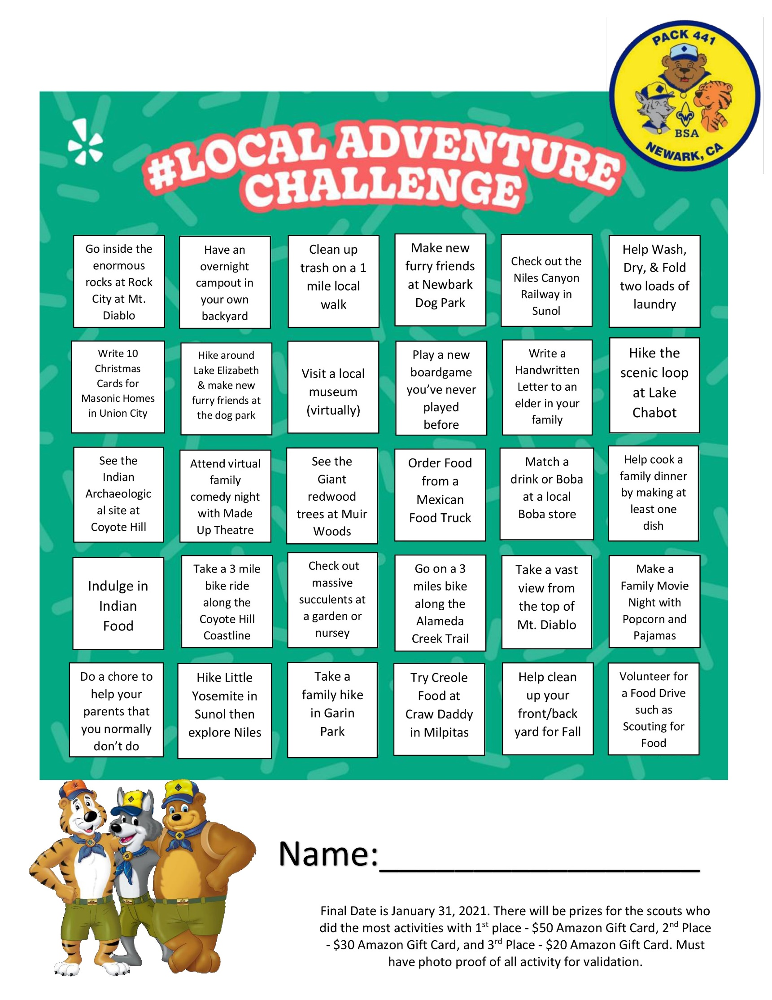 PACK 441
BSA
NEWARK, CA
#LOCAL ADVENTURE
CHALLENGE
Go inside the
enormous
rocks at Rock
City at Mt.
Diablo
Have an
overnight
campout in
your own
backyard
Clean up
trash on a 1
mile local
walk
Make new
furry friends
at Newbark
Dog Park
Check out the
Niles Canyon
Railway in
Sunol
Help Wash,
Dry, & Fold
two loads of
laundry
Write 10
Christmas
Cards for
Masonic Homes
in Union City
Hike around
Lake Elizabeth
& make new
furry friends at
the dog park
Visit a local
museum
(virtually)
Play a new
boardgame
you've never
played
before
Write a
Handwritten
Letter to an
elder in your
family
Hike the
scenic loop
at Lake
Chabot
See the
Indian
Archaeologic
al site at
Coyote Hill
Attend virtual
family
comedy night
with Made
Up Theatre
See the
Giant
redwood
trees at Muir
Woods
Order Food
from a
Mexican
Food Truck
Match a
drink or Boba
at a local
Boba store
Help cook a
family dinner
by making at
least one
dish
Indulge in
Indian
Food
Take a 3 mile
bike ride
along the
Coyote Hill
Coastline
Check out
massive
succulents at
a garden or
nursey
Go on a 3
miles bike
along the
Alameda
Creek Trail
Take a vast
view from
the top of
Mt. Diablo
Make a
Family Movie
Night with
Popcorn and
Pajamas
Do a chore to
help your
parents that
you normally
don't do
Hike Little
Yosemite in
Sunol then
explore Niles
Take a
family hike
in Garin
Park
Try Creole
Food at
Craw Daddy
in Milpitas
Help clean
up your
front/back
yard for Fall
Volunteer for
a Food Drive
such as
Scouting for
Food
Name:_________________
Final Date is January 31, 2021. There will be prizes for the scouts who
did the most activities with 1st place - $50 Amazon Gift Card, 2nd Place
- $30 Amazon Gift Card, and 3rd Place - $20 Amazon Gift Card. Must
have photo proof of all activity for validation.